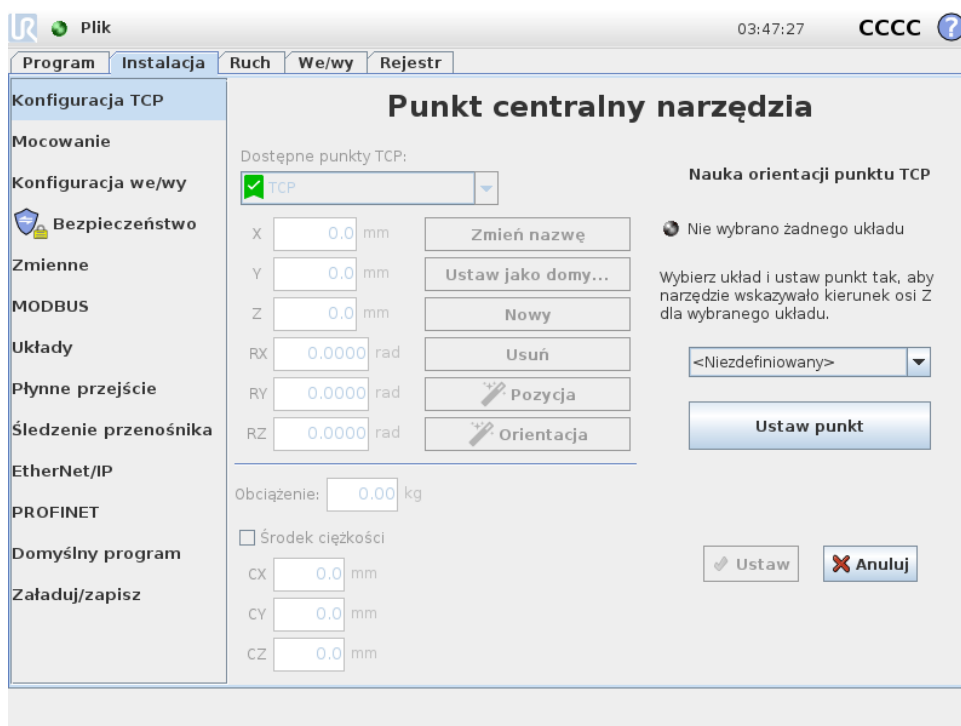 UR Plik 03:47:27 CCCC ?
Program Instalacja Ruch We/wy Rejestr
Konfiguracja TCP
Mocowanie
Konfiguracja we/wy
Bezpieczeństwo
Zmienne
MODBUS
Układy
Płynne przejście
Śledzenie przenośnika
EtherNet/IP
PROFINET
Domyślny program
Załaduj/zapisz
Punkt centralny narzędzia
Dostępne punkty TCP:
TCP
X 0.0 mm Zmień nazwę
Y 0.0 mm Ustaw jako domy...
Z 0.0 mm Nowy
RX 0.0000 rad Usuń
RY 0.0000 rad Pozycja
RZ 0.0000 rad Orientacja
Obciążenie: 0.00 kg
Środek ciężkości
CX 0.0 mm
CY 0.0 mm
CZ 0.0 mm
Nauka orientacji punktu TCP
Nie wybrano żadnego układu
Wybierz układ i ustaw punkt tak, aby
narzędzie wskazywało kierunek osi Z
dla wybranego układu.
<Niezdefiniowany>
Ustaw punkt
Ustaw Anuluj